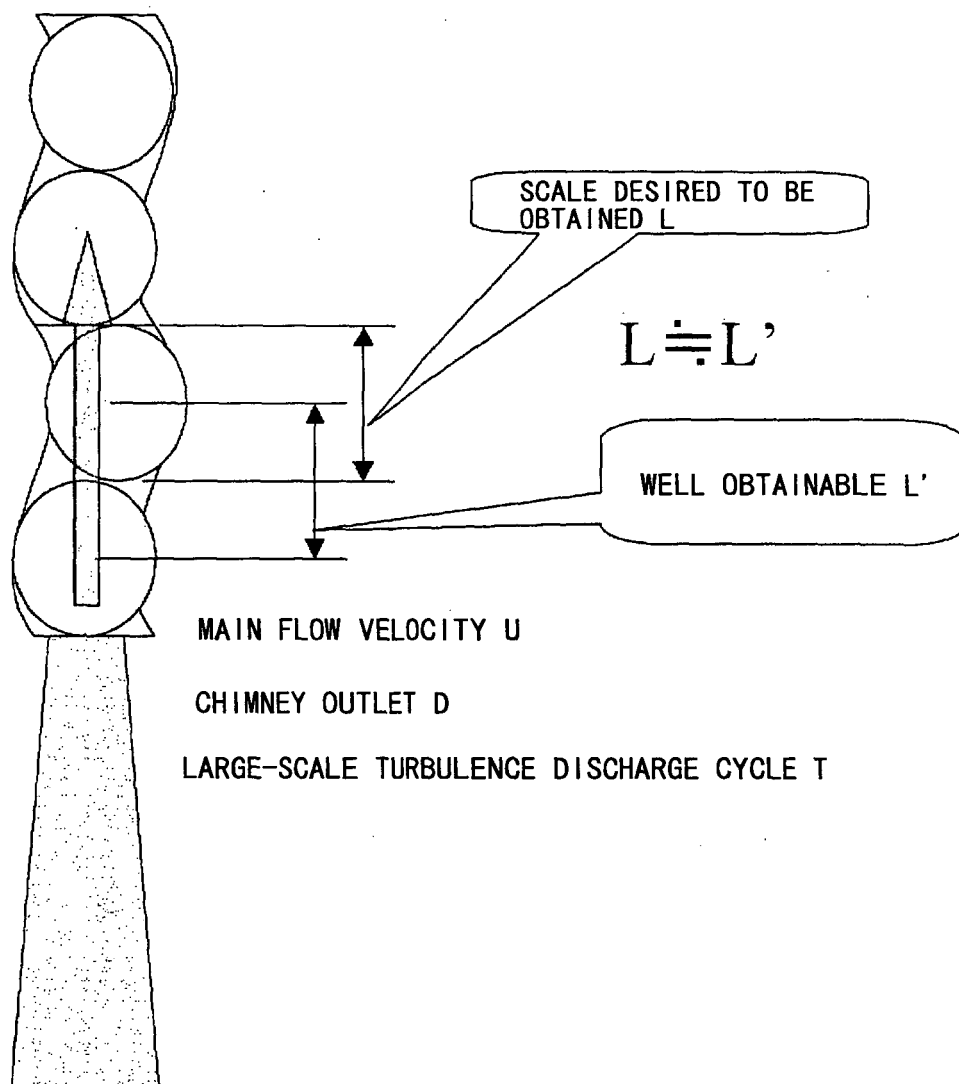 SCALE DESIRED TO BE
OBTAINED L
L≒L'
WELL OBTAINABLE L'
MAIN FLOW VELOCITY U
CHIMNEY OUTLET D
LARGE-SCALE TURBULENCE DISCHARGE CYCLE T